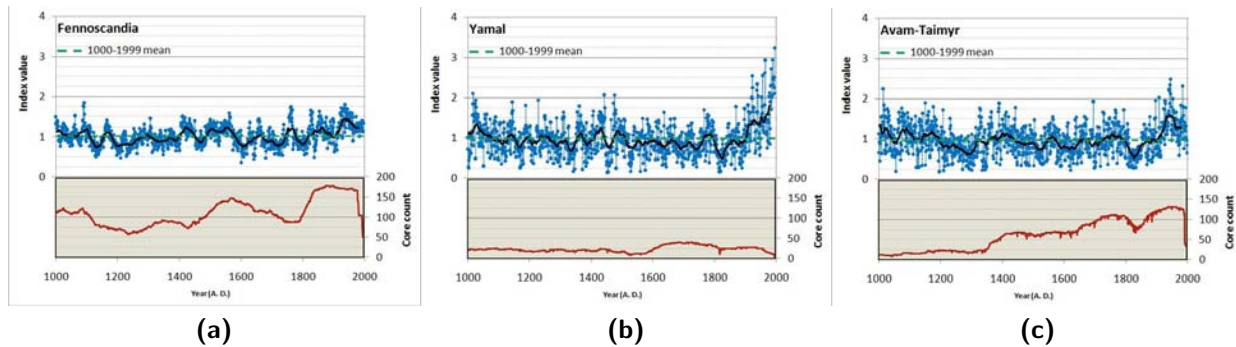 Fennoscandia
1000-1999 mean
Index value
4
3
2
1
0
200
150
100
50
0
Core count
1000 1200 1400 1600 1800 2000
Year(A. D.)
(a)
Yamal
1000-1999 mean
Index value
4
3
2
1
0
200
150
100
50
0
Core count
1000 1200 1400 1600 1800 2000
Year(A. D.)
(b)
Avam-Taimyr
1000-1999 mean
Index value
4
3
2
1
0
200
150
100
50
0
Core count
1000 1200 1400 1600 1800 2000
Year(A. D.)
(c)